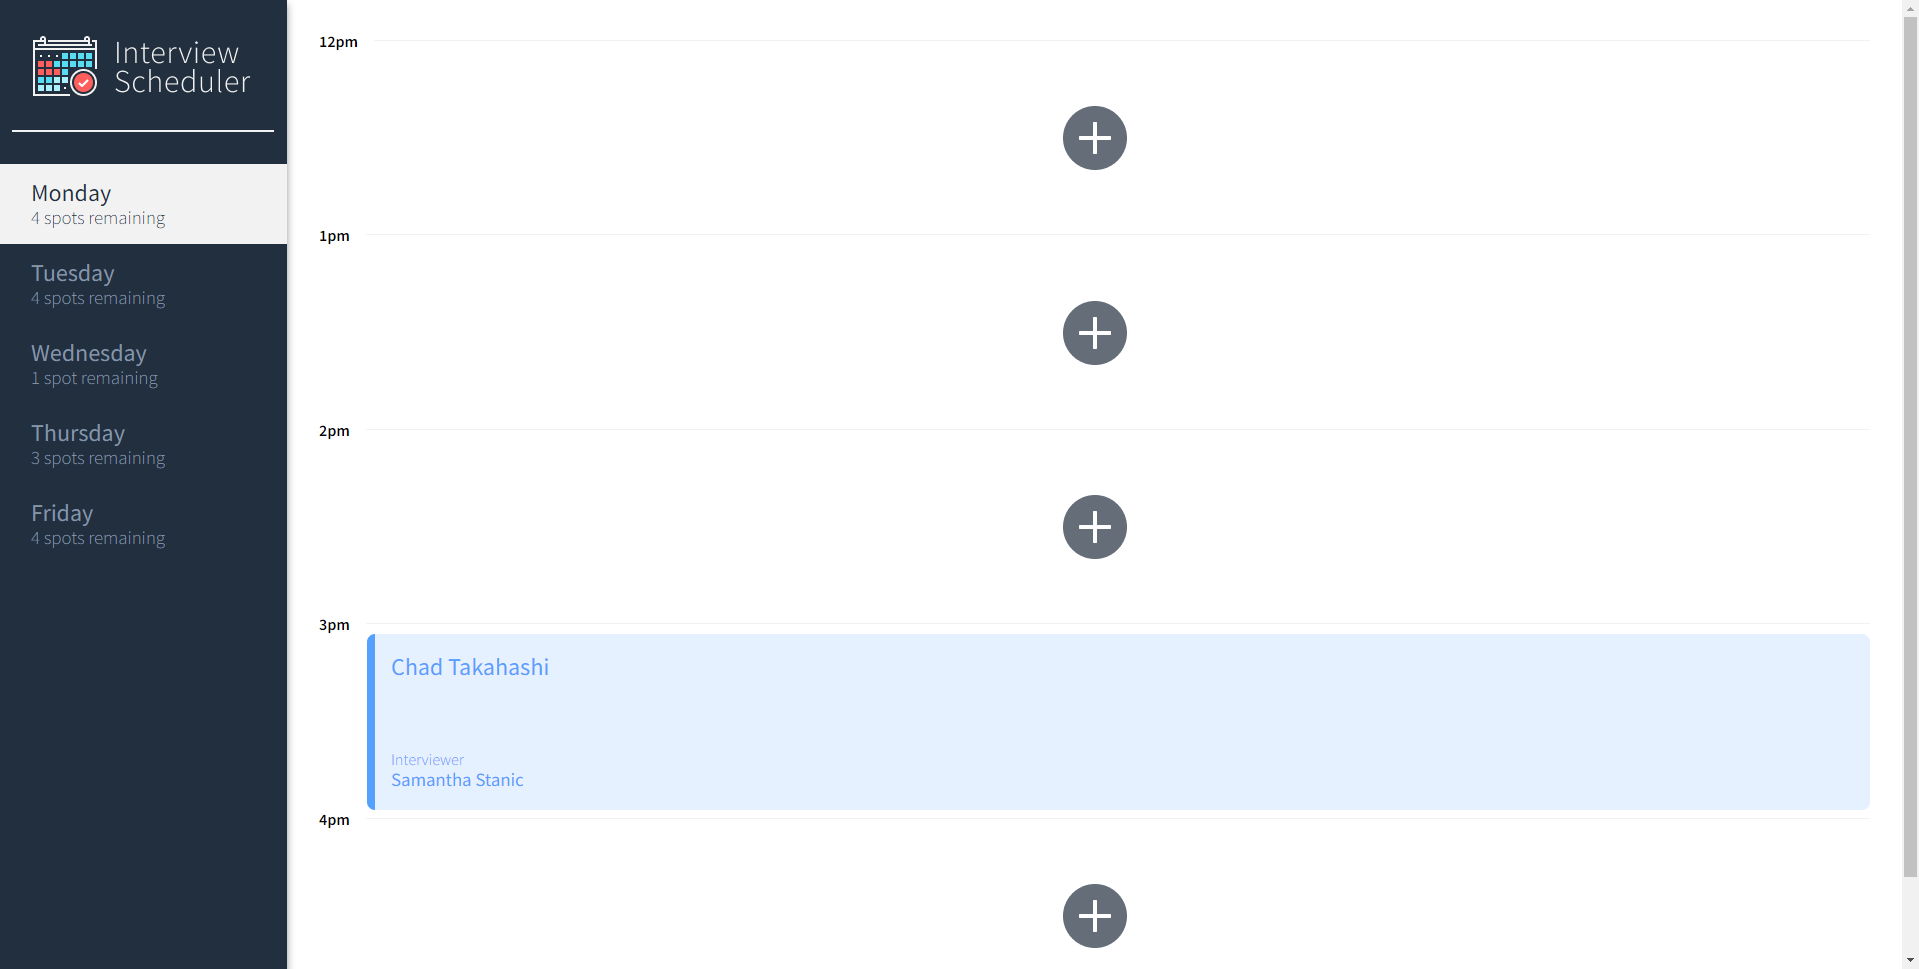 Interview
Scheduler
Monday
4 spots remaining
Tuesday
4 spots remaining
Wednesday
1 spot remaining
Thursday
3 spots remaining
Friday
4 spots remaining
12pm
1pm
2pm
3pm
Chad Takahashi
Interviewer
Samantha Stanic
4pm